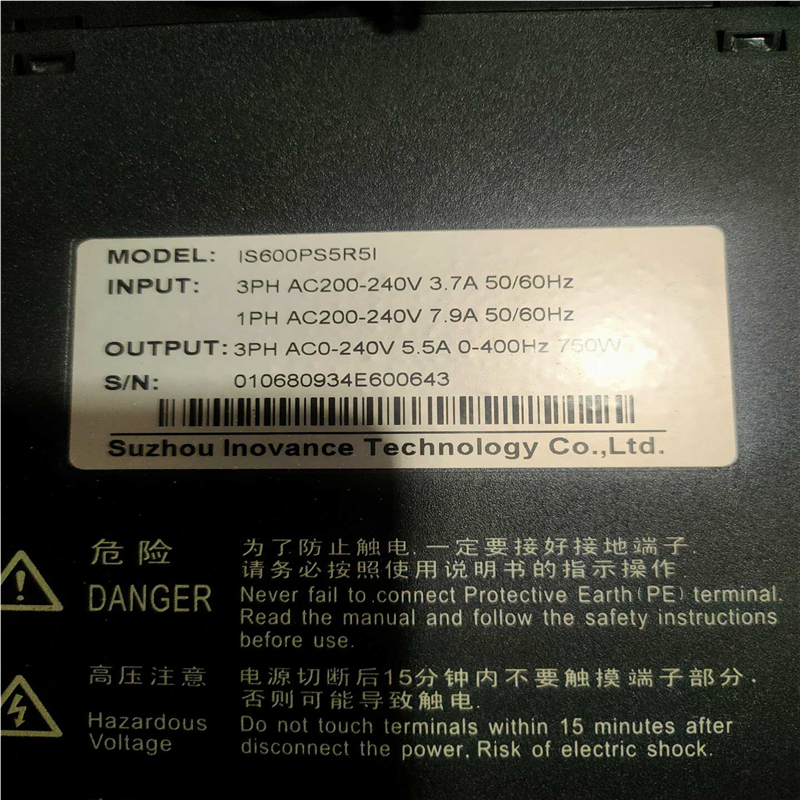 MODEL: IS600PS5R5I
INPUT: 3PH AC200-240V 3.7A 50/60Hz
1PH AC200-240V 7.9A 50/60Hz
OUTPUT: 3PH AC0-240V 5.5A 0-400Hz 750W
S/N: 010680934E600643
Suzhou Inovance Technology Co.,Ltd.
危险
DANGER
为了防止触电,一定要接好接地端子.
请务必按照使用说明书的指示操作
Never fail to connect Protective Earth(PE) terminal.
Read the manual and follow the safety instructions
before use.
高压注意
Hazardous
Voltage
电源切断后15分钟内不要触摸端子部分,
否则可能导致触电.
Do not touch terminals within 15 minutes after
disconnect the power, Risk of electric shock.